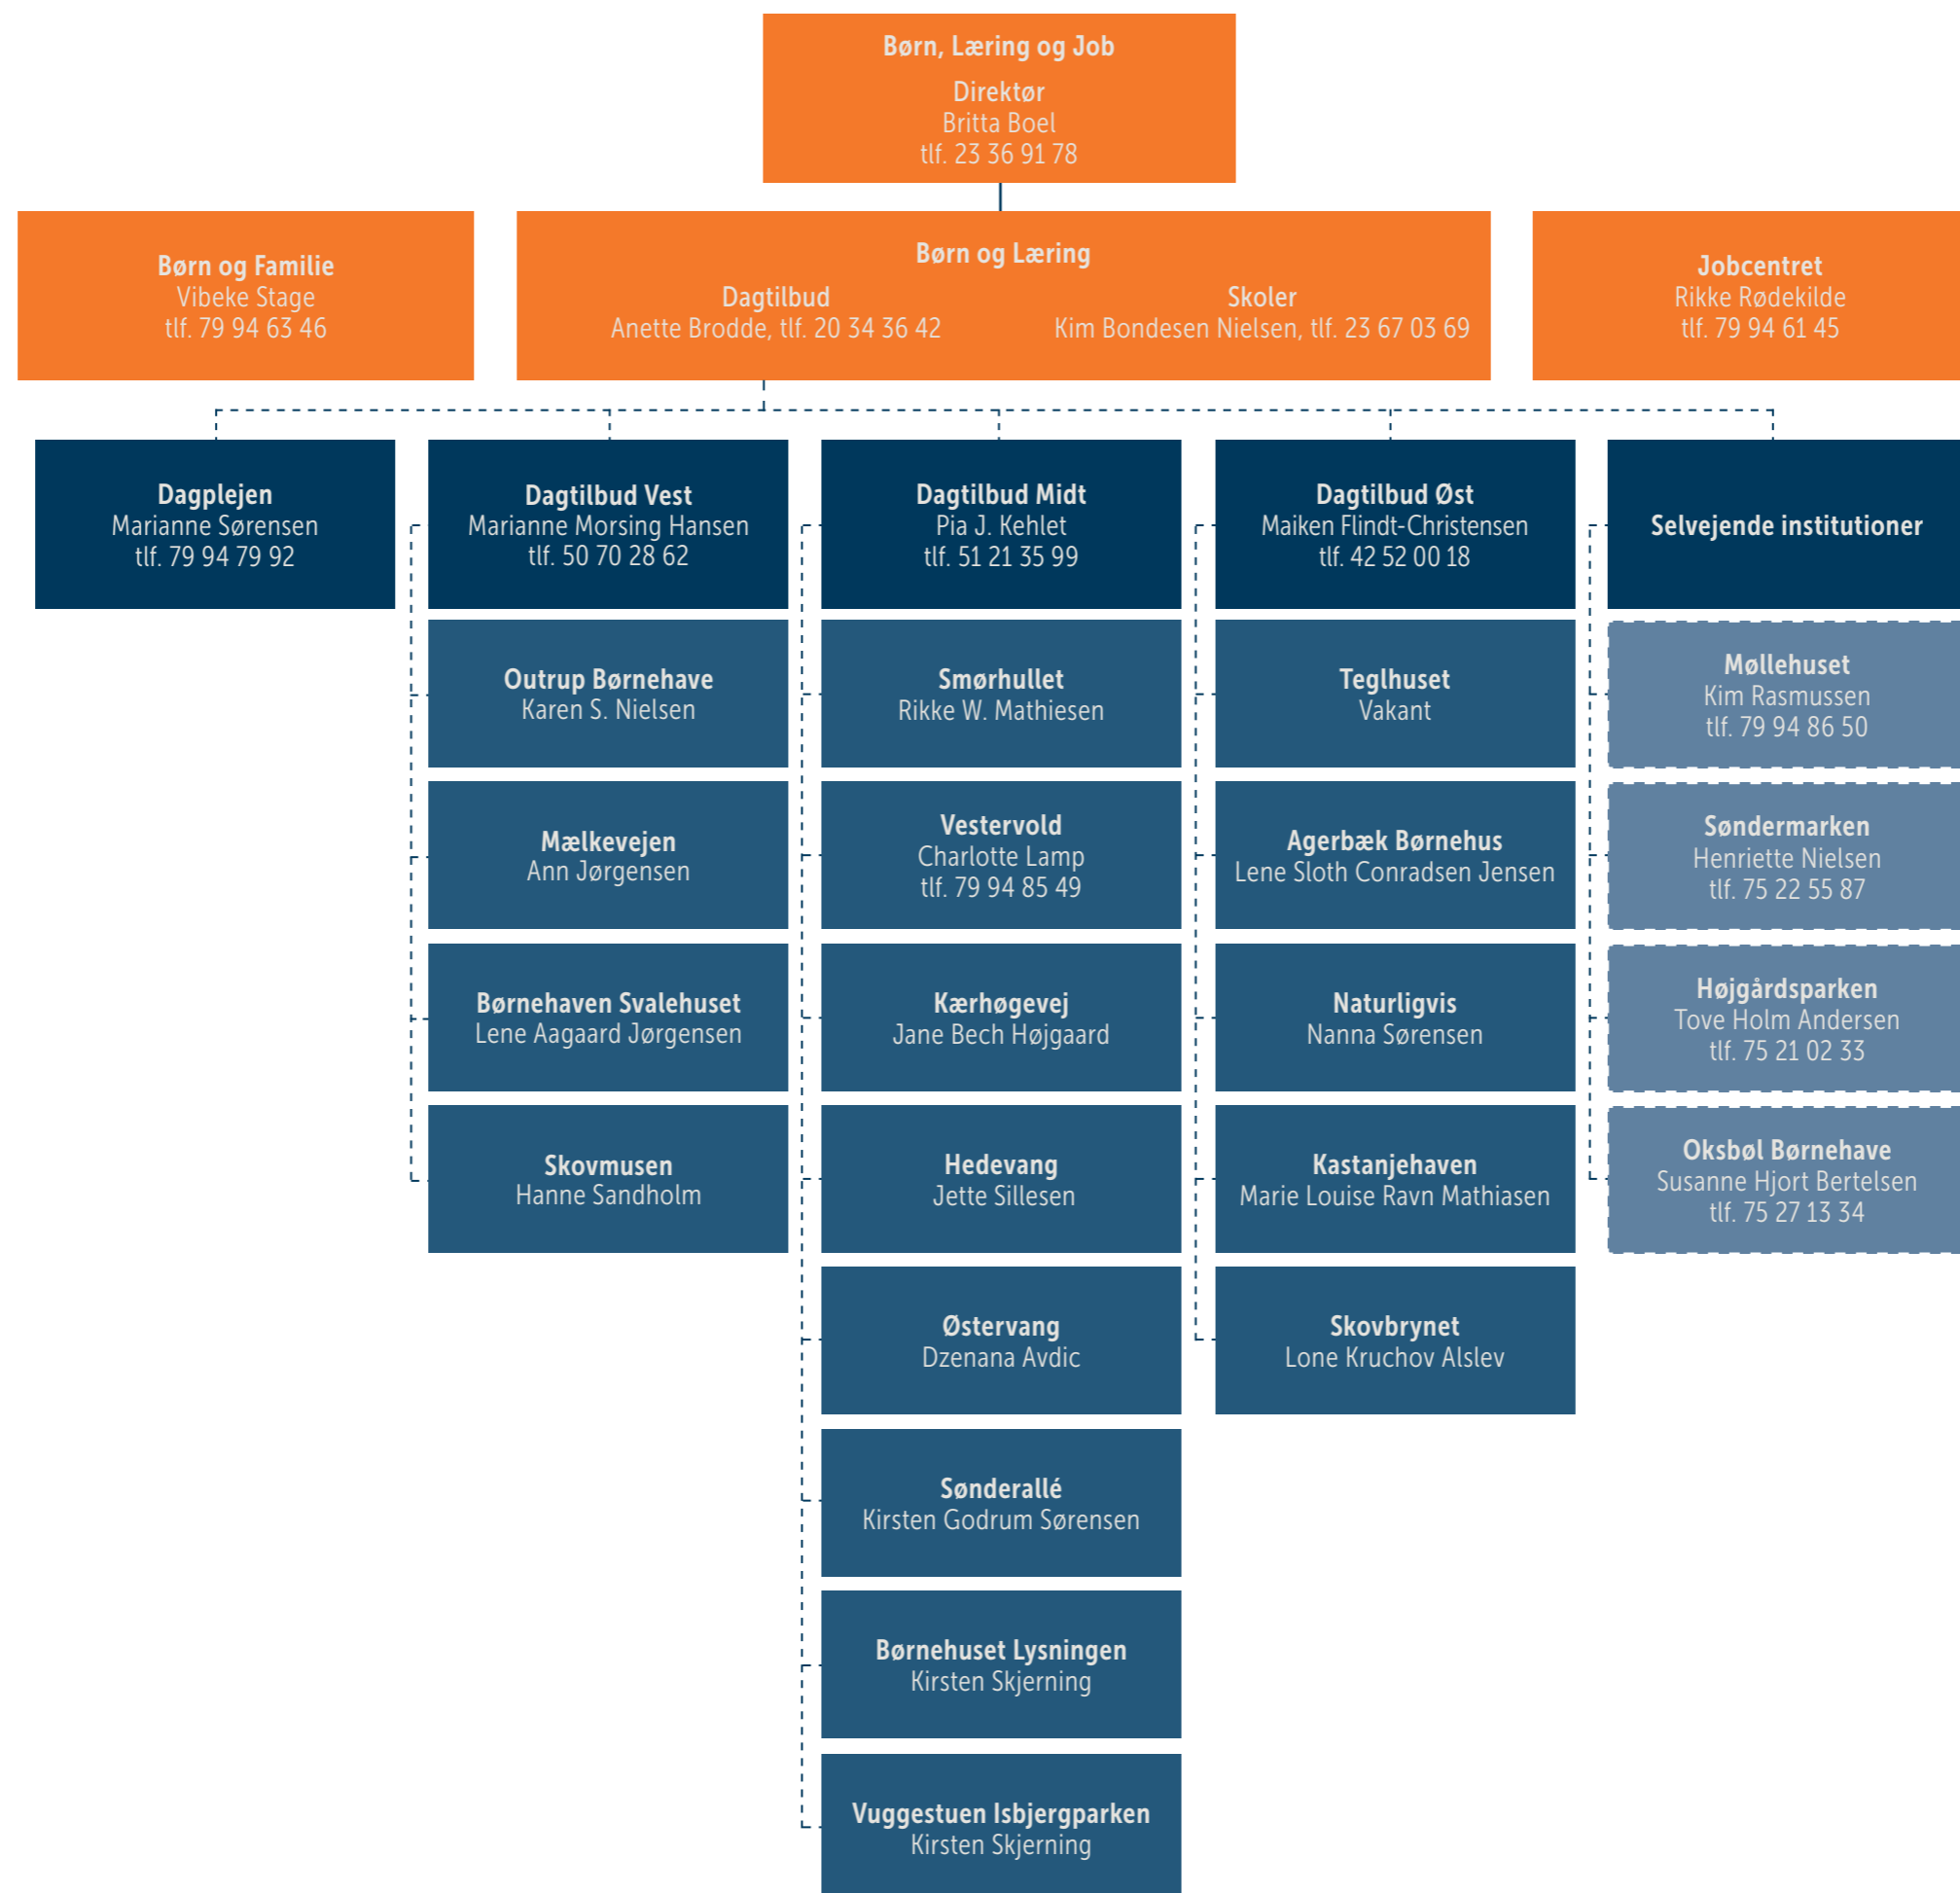 Børn, Læring og Job
Direktør
Britta Boel
tlf. 23 36 91 78
Børn og Familie
Vibeke Stage
tlf. 79 94 63 46
Børn og Læring
Dagtilbud
Anette Brodde, tlf. 20 34 36 42
Skoler
Kim Bondesen Nielsen, tlf. 23 67 03 69
Jobcentret
Rikke Rødekilde
tlf. 79 94 61 45
Dagplejen
Marianne Sørensen
tlf. 79 94 79 92
Dagtilbud Vest
Marianne Morsing Hansen
tlf. 50 70 28 62
Outrup Børnehave
Karen S. Nielsen
Mælkevejen
Ann Jørgensen
Børnehaven Svalehuset
Lene Aagaard Jørgensen
Skovmusen
Hanne Sandholm
Dagtilbud Midt
Pia J. Kehlet
tlf. 51 21 35 99
Smørhullet
Rikke W. Mathiesen
Vestervold
Charlotte Lamp
tlf. 79 94 85 49
Kærhøgevej
Jane Bech Højgaard
Hedevang
Jette Sillesen
Østervang
Dzenana Avdic
Sønderallé
Kirsten Godrum Sørensen
Børnehuset Lysningen
Kirsten Skjerning
Vuggestuen Isbjergparken
Kirsten Skjerning
Dagtilbud Øst
Maiken Flindt-Christensen
tlf. 42 52 00 18
Teglhuset
Vakant
Agerbæk Børnehus
Lene Sloth Conradsen Jensen
Naturligvis
Nanna Sørensen
Kastanjehaven
Marie Louise Ravn Mathiasen
Skovbrynet
Lone Kruchov Alslev
Selvejende institutioner
Møllehuset
Kim Rasmussen
tlf. 79 94 86 50
Søndermarken
Henriette Nielsen
tlf. 75 22 55 87
Højgårdsparken
Tove Holm Andersen
tlf. 75 21 02 33
Oksbøl Børnehave
Susanne Hjort Bertelsen
tlf. 75 27 13 34